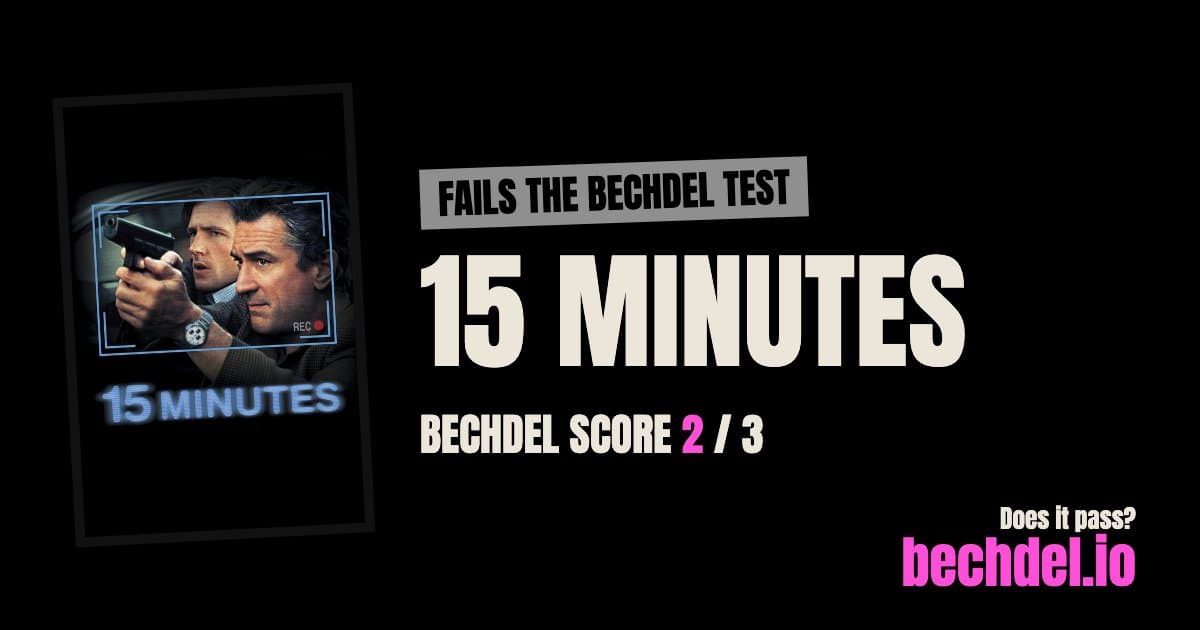 REC
15 MINUTES
FAILS THE BECHDEL TEST
15 MINUTES
BECHDEL SCORE 2 / 3
Does it pass?
bechdel.io